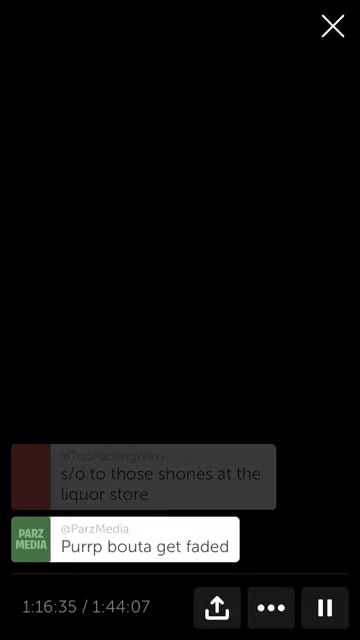 @TooFuckingWavy
s/o to those shones at the
liquor store
PARZ
MEDIA
@ParzMedia
Purrp bouta get faded
1:16:35 / 1:44:07